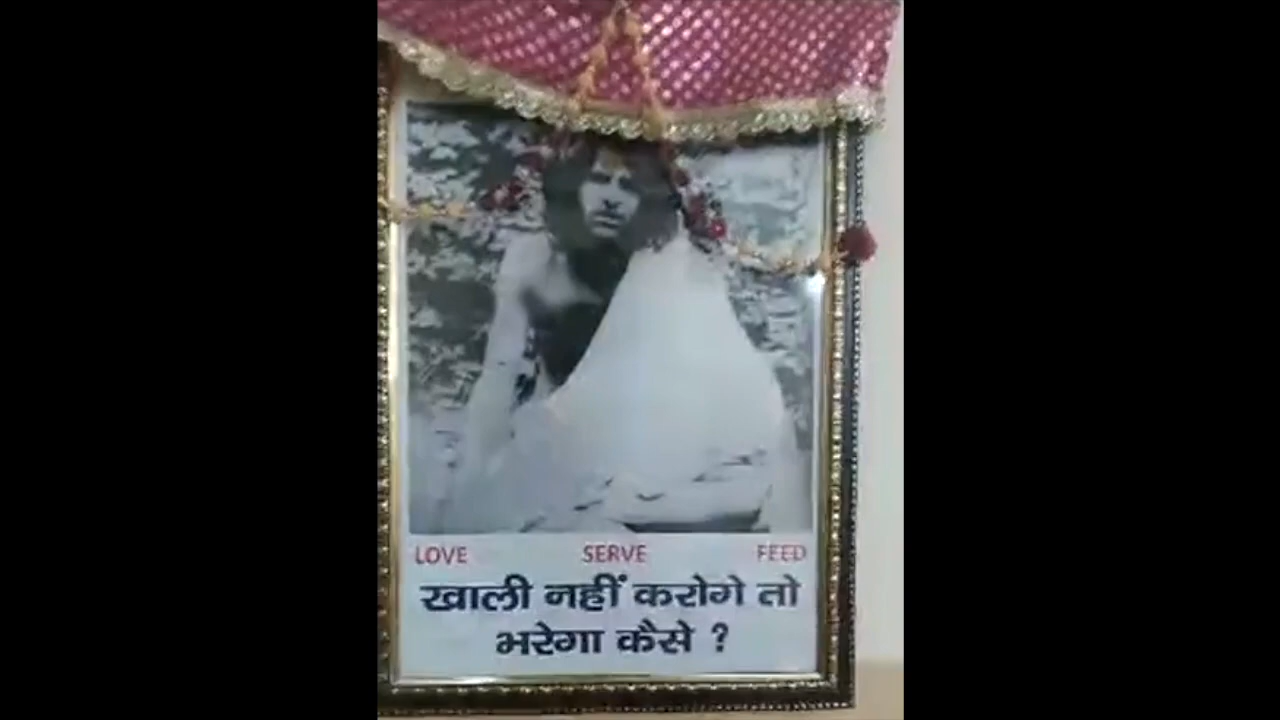 LOVE SERVE FEED
खाली नहीं करोगे तो
भरेगा कैसे ?